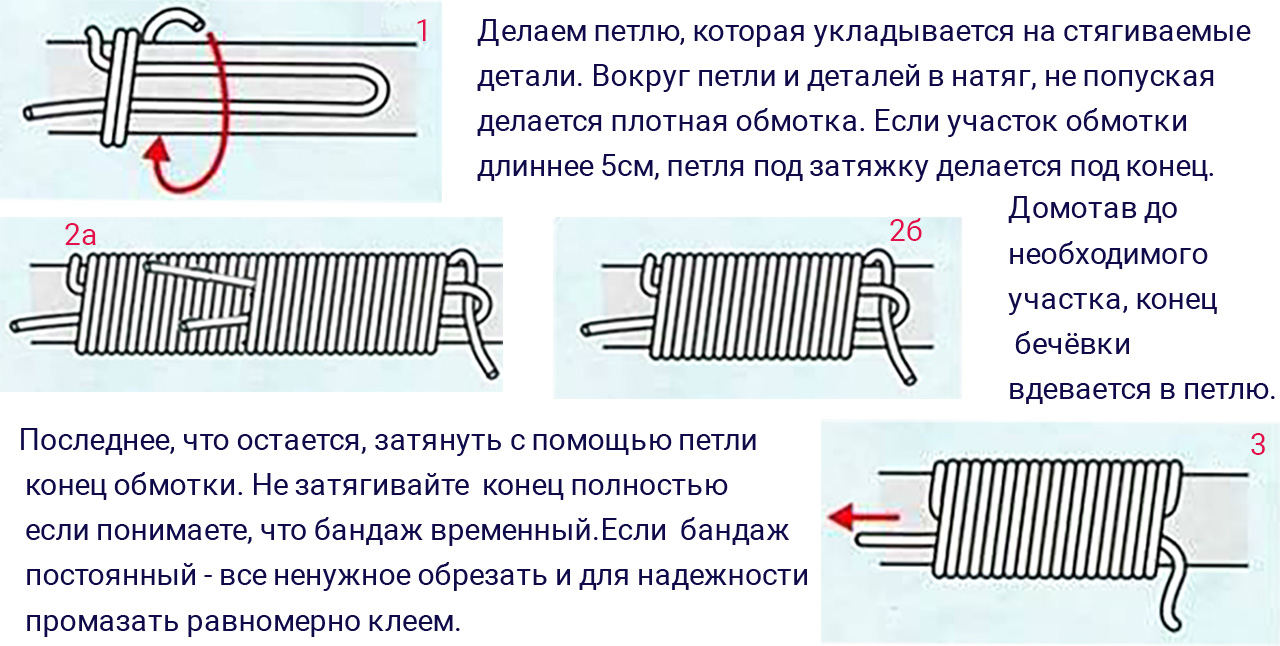 1
Делаем петлю, которая укладывается на стягиваемые
детали. Вокруг петли и деталей в натяг, не попуская
делается плотная обмотка. Если участок обмотки
длиннее 5см, петля под затяжку делается под конец.
2а
2б
Домотав до
необходимого
участка, конец
бечёвки
вдевается в петлю.
Последнее, что остается, затянуть с помощью петли
конец обмотки. Не затягивайте конец полностью
если понимаете, что бандаж временный.Если бандаж
постоянный - все ненужное обрезать и для надежности
промазать равномерно клеем.
3